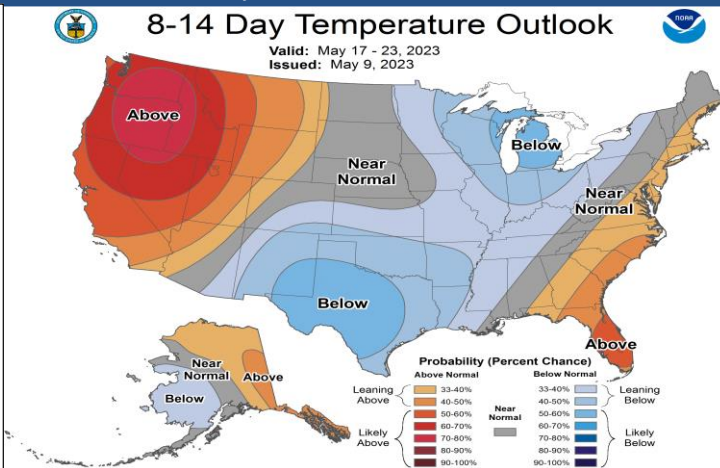 8-14 Day Temperature Outlook
NOAA
Valid: May 17 - 23, 2023
Issued: May 9, 2023
Above
Near
Normal
Below
Near
Normal
Below
Above
Near
Normal
Above
Below
Probability (Percent Chance)
Above Normal
Below Normal
Leaning
Above
33-40%
40-50%
Likely
Above
50-60%
60-70%
70-80%
80-90%
90-100%
Near
Normal
33-40%
40-50%
Leaning
Below
50-60%
60-70%
70-80%
80-90%
90-100%
Likely
Below